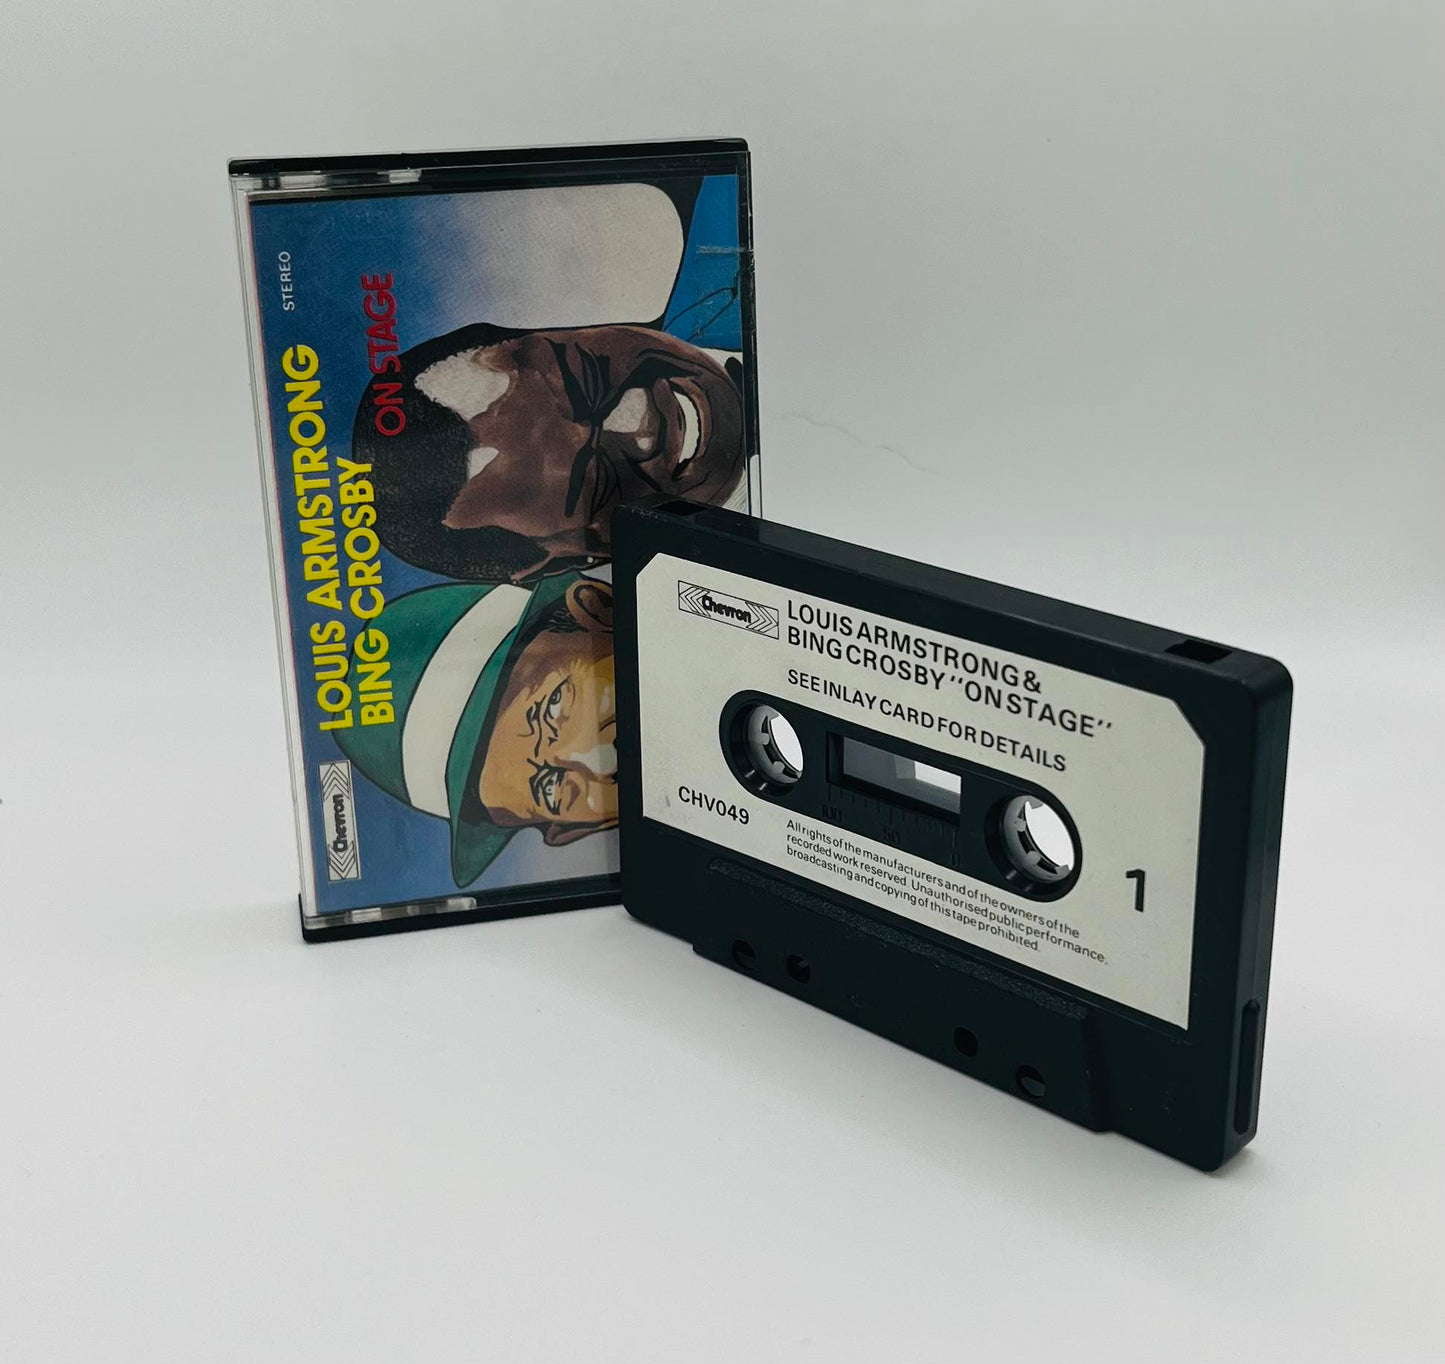 STEREO
LOUIS ARMSTRONG
BING CROSBY
ON STAGE
Chevron
Chevron
LOUIS ARMSTRONG &
BING CROSBY "ON STAGE"
SEE INLAY CARD FOR DETAILS
CHV049
100 50 0
1
All rights of the manufacturers and of the owners of the
recorded work reserved. Unauthorised public performance,
broadcasting and copying of this tape prohibited.